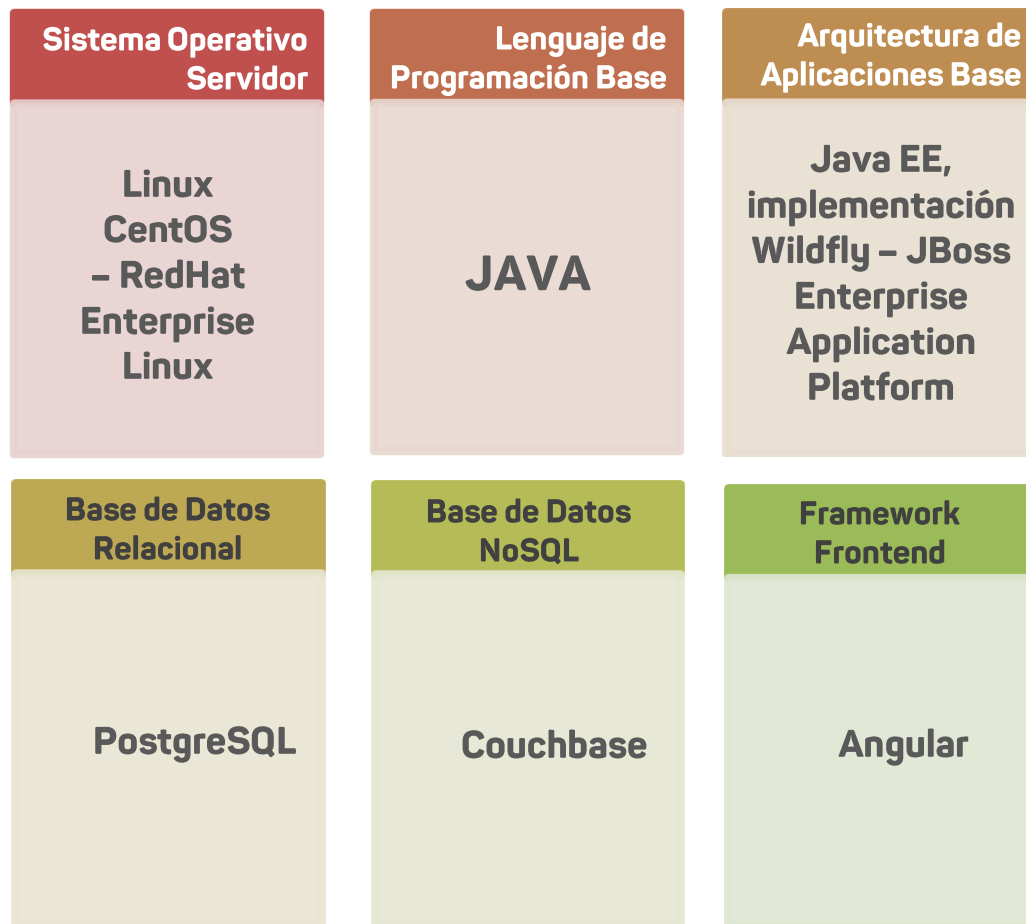 Sistema Operativo
Servidor
Linux
CentOS
– RedHat
Enterprise
Linux
Lenguaje de
Programación Base
JAVA
Arquitectura de
Aplicaciones Base
Java EE,
implementación
Wildfly – JBoss
Enterprise
Application
Platform
Base de Datos
Relacional
PostgreSQL
Base de Datos
NoSQL
Couchbase
Framework
Frontend
Angular